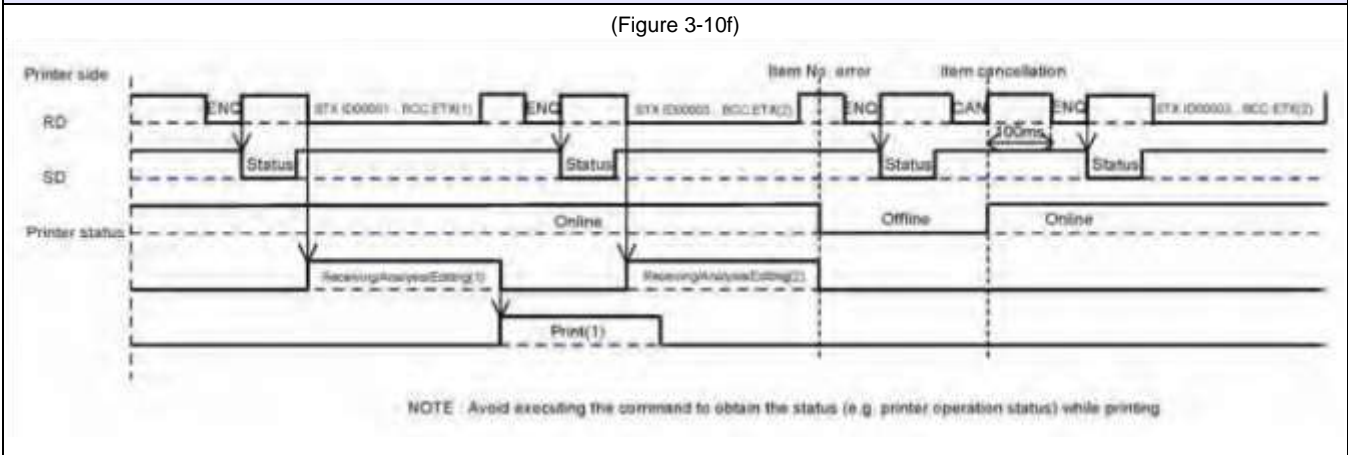 (Figure 3-10f)
Printer side
Item No. error
Item cancellation
RD
ENQ
STX ID00001 - BCC ETX(1)
ENQ
STX ID00003.. BCC ETX(2)
ENQ
CAN
ENQ
STX ID00003.. BCC ETX(2)
100ms
SD
Status
Status
Status
Status
Printer status
Online
Offline
Online
Receiving/Analysis/Editing(1)
Receiving/Analysis/Editing(2)
Print(1)
NOTE : Avoid executing the command to obtain the status (e.g. printer operation status) while printing